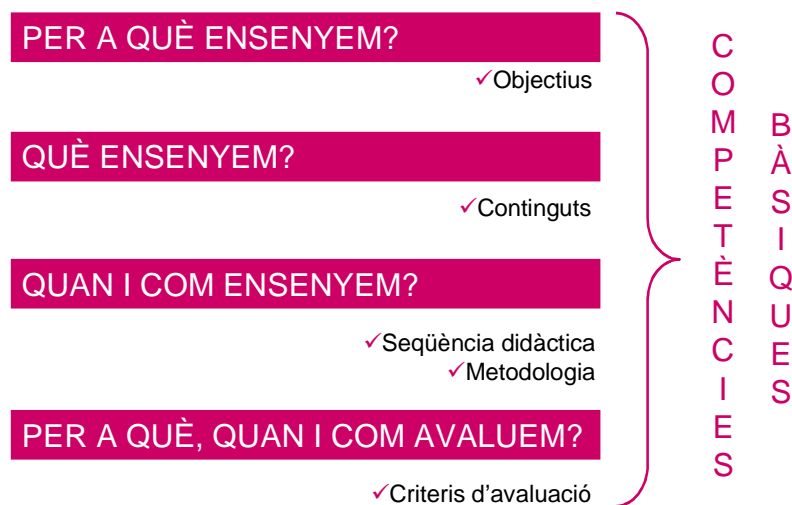 PER A QUÈ ENSENYEM?
✓Objectius
QUÈ ENSENYEM?
✓Continguts
QUAN I COM ENSENYEM?
✓Seqüència didàctica
✓Metodologia
PER A QUÈ, QUAN I COM AVALUEM?
✓Criteris d’avaluació
COMPETÈNCIES
BÀSIQUES